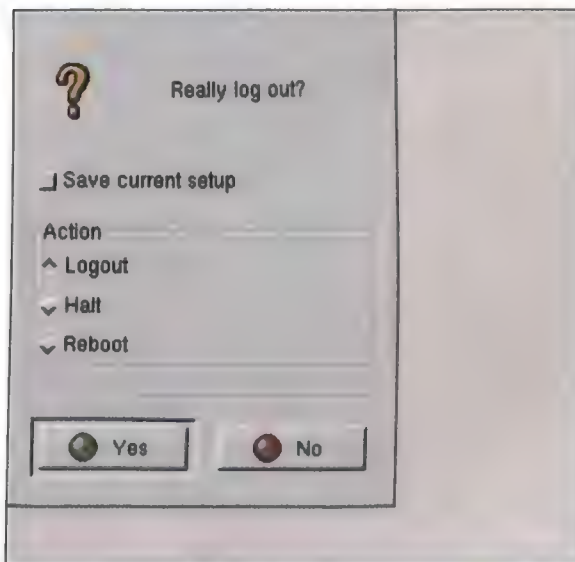 Really log out?
Save current setup
Action
Logout
Halt
Reboot
Yes
No